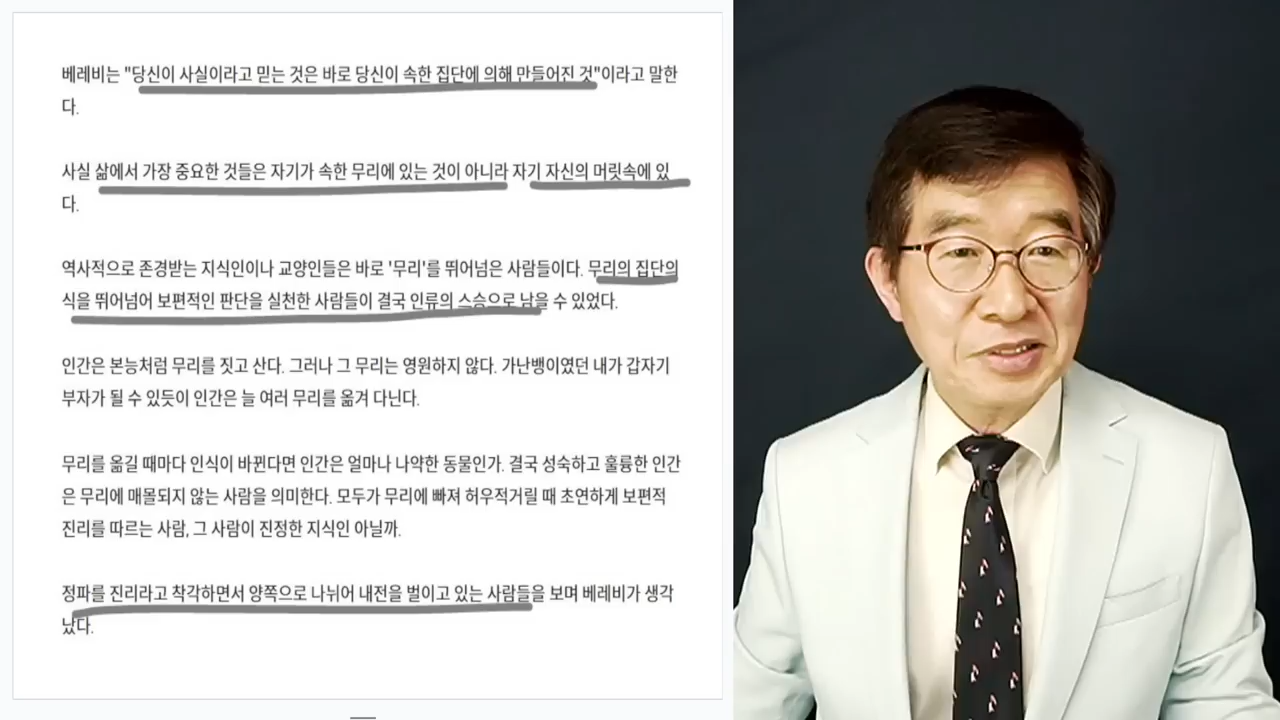 베레비는 "당신이 사실이라고 믿는 것은 바로 당신이 속한 집단에 의해 만들어진 것"이라고 말한
다.
사실 삶에서 가장 중요한 것들은 자기가 속한 무리에 있는 것이 아니라 자기 자신의 머릿속에 있
다.
역사적으로 존경받는 지식인이나 교양인들은 바로 '무리'를 뛰어넘은 사람들이다. 무리의 집단의
식을 뛰어넘어 보편적인 판단을 실천한 사람들이 결국 인류의 스승으로 남을 수 있었다.
인간은 본능처럼 무리를 짓고 산다. 그러나 그 무리는 영원하지 않다. 가난뱅이였던 내가 갑자기
부자가 될 수 있듯이 인간은 늘 여러 무리를 옮겨 다닌다.
무리를 옮길 때마다 인식이 바뀐다면 인간은 얼마나 나약한 동물인가. 결국 성숙하고 훌륭한 인간
은 무리에 매몰되지 않는 사람을 의미한다. 모두가 무리에 빠져 허우적거릴 때 초연하게 보편적
진리를 따르는 사람, 그 사람이 진정한 지식인 아닐까.
정파를 진리라고 착각하면서 양쪽으로 나뉘어 내전을 벌이고 있는 사람들을 보며 베레비가 생각
났다.